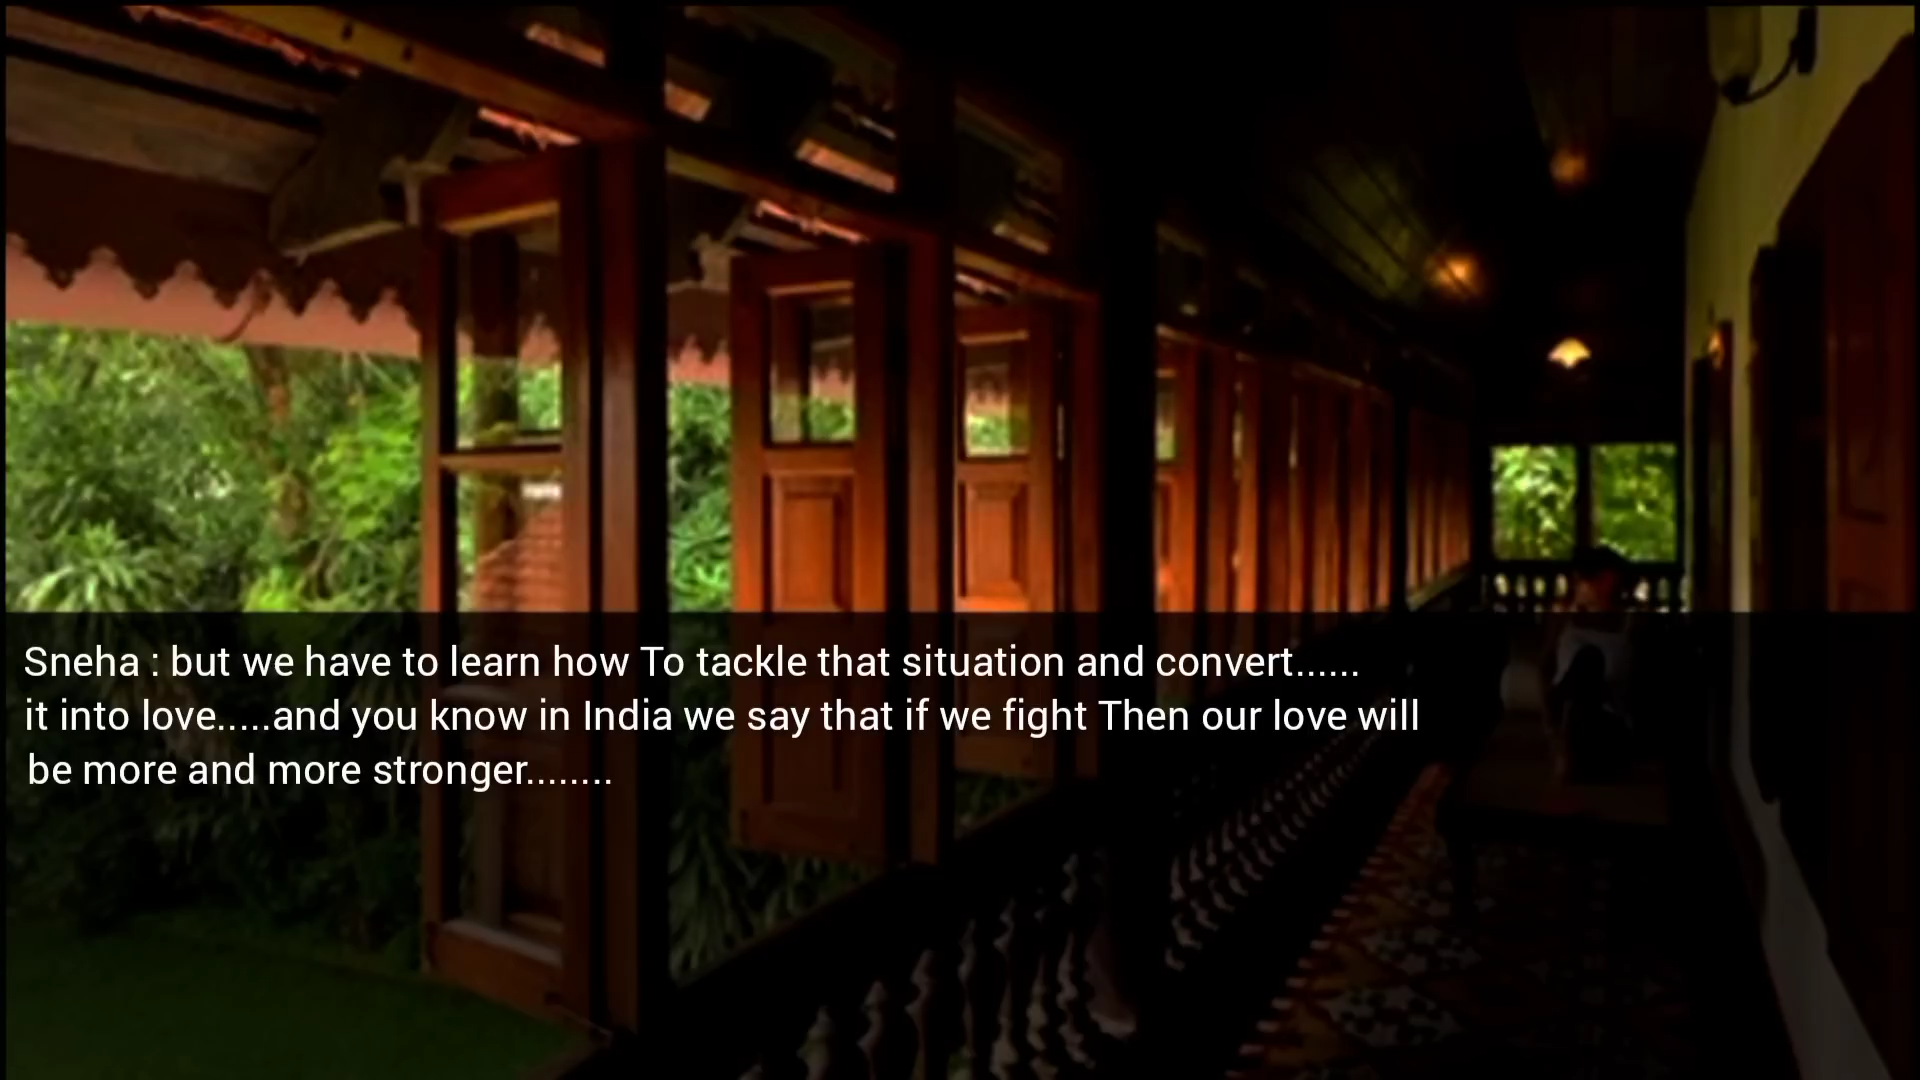 Sneha : but we have to learn how To tackle that situation and convert......
it into love.....and you know in India we say that if we fight Then our love will
be more and more stronger........